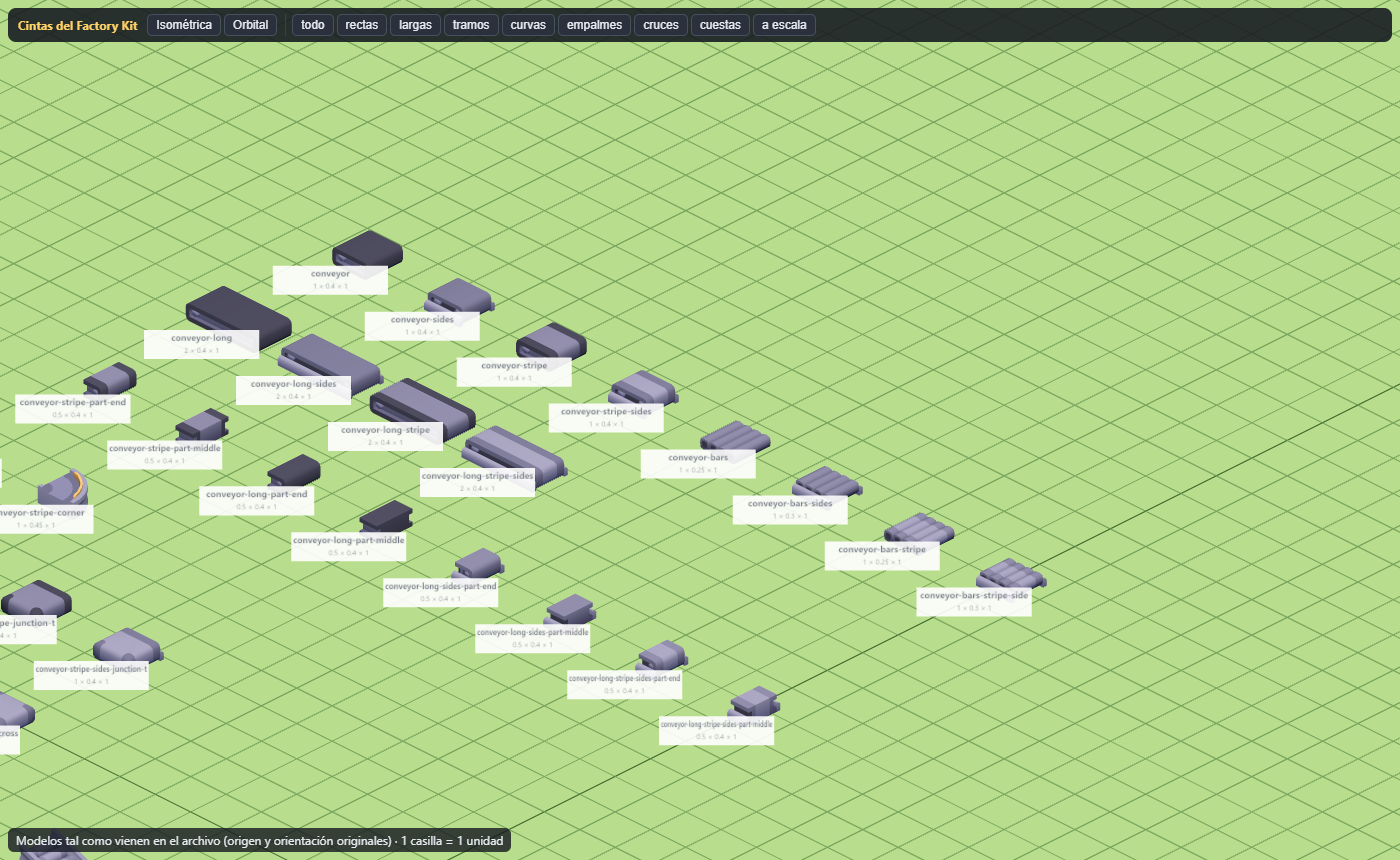 Cintas del Factory Kit Isométrica Orbital todo rectas largas tramos curvas empalmes cruces cuestas a escala
conveyor
1 × 0.4 × 1
conveyor-sides
1 × 0.4 × 1
conveyor-long
2 × 0.4 × 1
conveyor-stripe
1 × 0.4 × 1
conveyor-long-sides
2 × 0.4 × 1
conveyor-stripe-part-end
0.5 × 0.4 × 1
conveyor-stripe-sides
1 × 0.4 × 1
conveyor-long-stripe
2 × 0.4 × 1
conveyor-stripe-part-middle
0.5 × 0.4 × 1
conveyor-bars
1 × 0.25 × 1
conveyor-long-stripe-sides
2 × 0.4 × 1
conveyor-long-part-end
0.5 × 0.4 × 1
conveyor-bars-sides
1 × 0.3 × 1
nveyor-stripe-corner
1 × 0.45 × 1
conveyor-long-part-middle
0.5 × 0.4 × 1
conveyor-bars-stripe
1 × 0.25 × 1
conveyor-long-sides-part-end
0.5 × 0.4 × 1
conveyor-bars-stripe-side
pe-junction-t
4 × 1
conveyor-long-sides-part-middle
0.5 × 0.4 × 1
conveyor-stripe-sides-junction-t
1 × 0.4 × 1
conveyor-long-stripe-sides-part-end
0.5 × 0.4 × 1
conveyor-long-stripe-sides-part-middle
0.5 × 0.4 × 1
cross
Modelos tal como vienen en el archivo (origen y orientación originales) · 1 casilla = 1 unidad